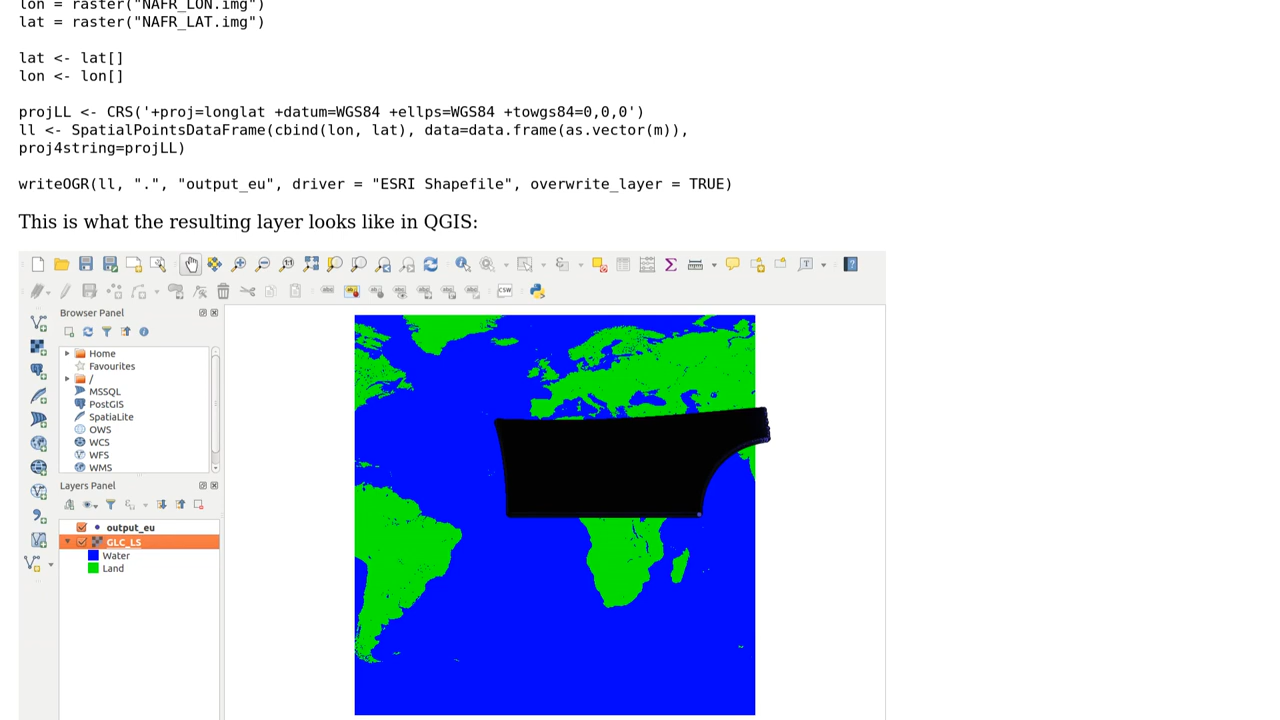 lon = raster("NAFR_LON.img")
lat = raster("NAFR_LAT.img")
lat <- lat[]
lon <- lon[]
projLL <- CRS('+proj=longlat +datum=WGS84 +ellps=WGS84 +towgs84=0,0,0')
ll <- SpatialPointsDataFrame(cbind(lon, lat), data=data.frame(as.vector(m)),
proj4string=projLL)
writeOGR(ll, ".", "output_eu", driver = "ESRI Shapefile", overwrite_layer = TRUE)
This is what the resulting layer looks like in QGIS:
Browser Panel
Home
Favourites
/
MSSQL
PostGIS
SpatiaLite
OWS
WCS
WFS
WMS
Layers Panel
output_eu
GLC_LS
Water
Land